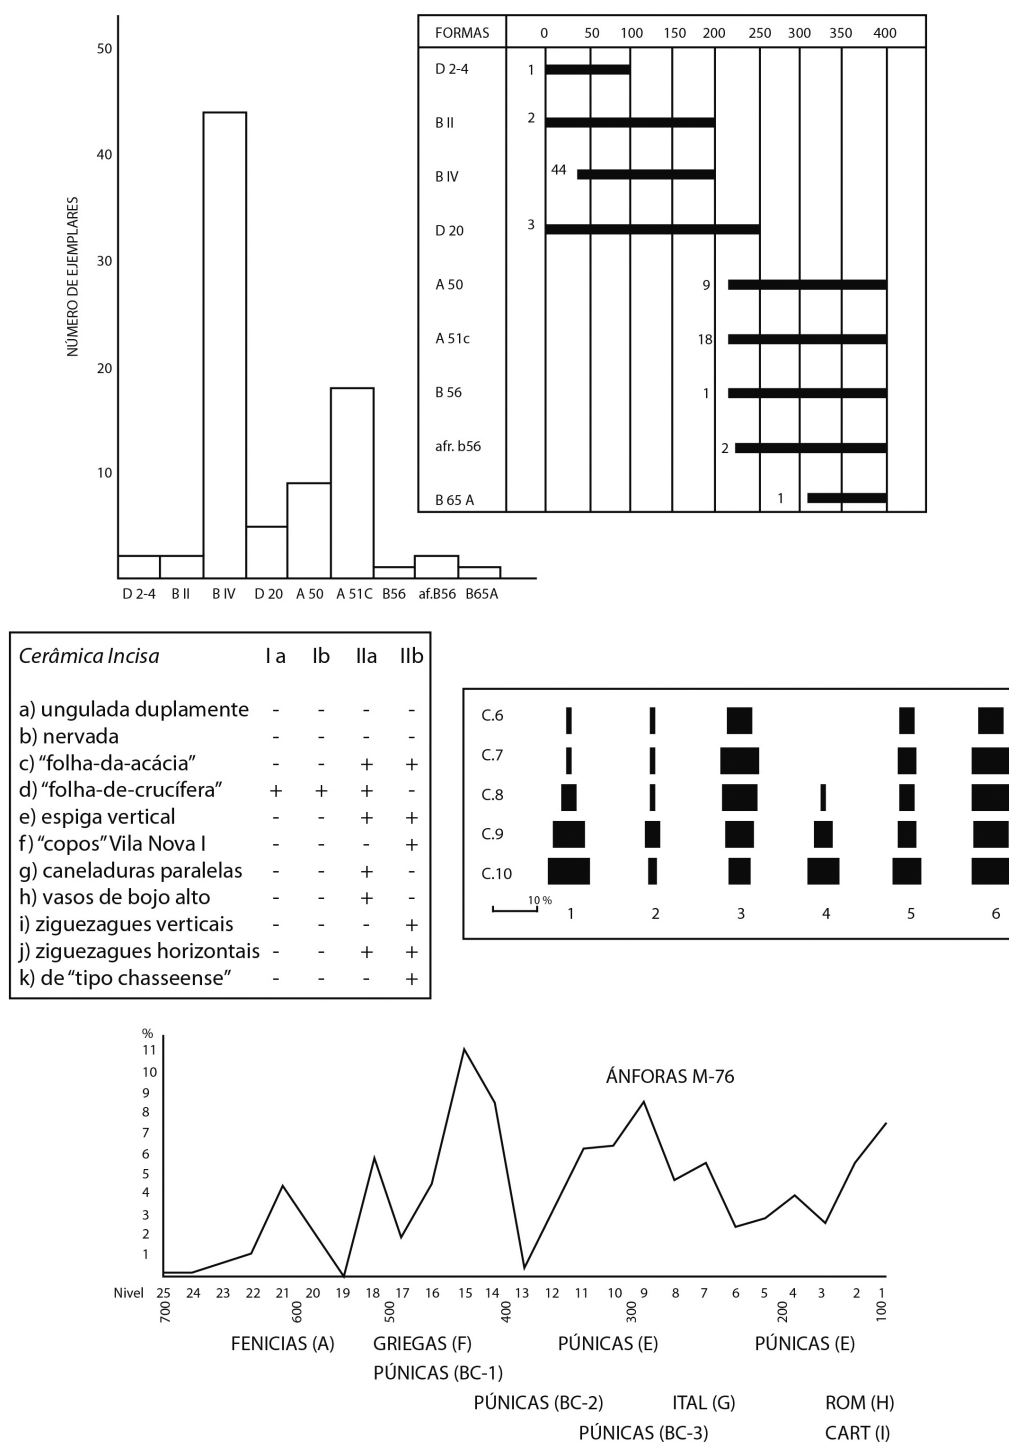 50
40
30
20
10
NÚMERO DE EJEMPLARES
D 2-4 B II B IV D 20 A 50 A 51C B56 af.B56 B65A
FORMAS 0 50 100 150 200 250 300 350 400
D 2-4 1
B II 2
B IV 44
D 20 3
A 50 9
A 51c 18
B 56 1
afr. b56 2
B 65 A 1
Cerâmica Incisa I a Ib IIa IIb
a) ungulada duplamente - - - -
b) nervada - - - -
c) “folha-da-acácia” - - + +
d) “folha-de-crucífera” + + + -
e) espiga vertical - - + +
f) “copos” Vila Nova I - - - +
g) caneladuras paralelas - - + -
h) vasos de bojo alto - - + -
i) ziguezagues verticais - - - +
j) ziguezagues horizontais - - + +
k) de “tipo chasseense” - - - +
C.6
C.7
C.8
C.9
C.10
10 %
1 2 3 4 5 6
%
11
10
9
8
7
6
5
4
3
2
1
ÁNFORAS M-76
Nivel 25 24 23 22 21 20 19 18 17 16 15 14 13 12 11 10 9 8 7 6 5 4 3 2 1
700 600 500 400 300 200 100
FENICIAS (A) GRIEGAS (F) PÚNICAS (E) PÚNICAS (E)
PÚNICAS (BC-1)
PÚNICAS (BC-2) ITAL (G) ROM (H)
PÚNICAS (BC-3) CART (I)